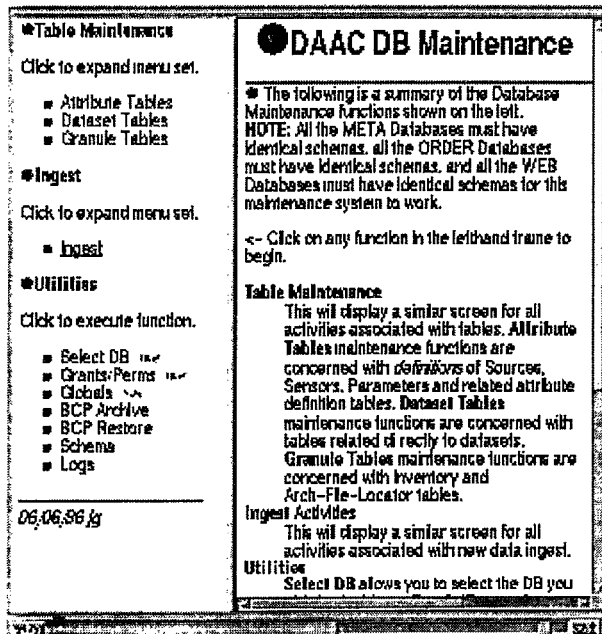 Table Maintenance
Click to expand menu set.
Attribute Tables
Dataset Tables
Granule Tables
Ingest
Click to expand menu set.
Ingest
Utilities
Click to execute function.
Select DB
Grants/Perms
Globals
BCP Archive
BCP Restore
Schema
Logs
06/06/96 jg
DAAC DB Maintenance
The following is a summary of the Database
Maintenance functions shown on the left.
NOTE: All the META Databases must have
identical schemas, all the ORDER Databases
must have identical schemas, and all the WEB
Databases must have identical schemas for this
maintenance system to work.
<- Click on any function in the lefthand frame to
begin.
Table Maintenance
This will display a similar screen for all
activities associated with tables. Attribute
Tables maintenance functions are
concerned with definitions of Sources,
Sensors, Parameters and related attribute
definition tables. Dataset Tables
maintenance functions are concerned with
tables related directly to datasets.
Granule Tables maintenance functions are
concerned with Inventory and
Arch-File-Locator tables.
Ingest Activities
This will display a similar screen for all
activities associated with new data ingest.
Utilities
Select DB allows you to select the DB you